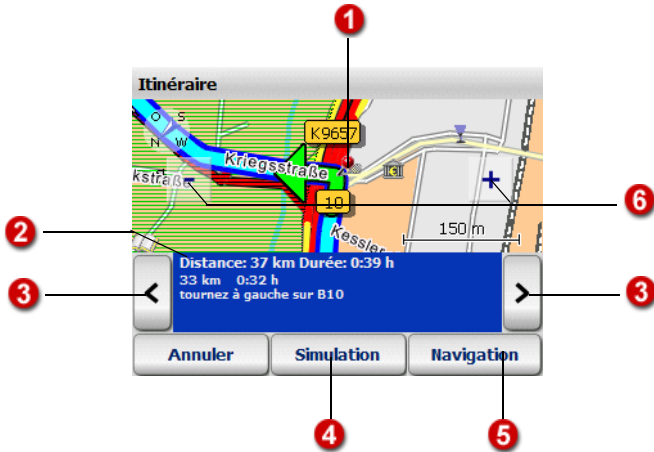 1
Itinéraire
O S
N W
K9657
Kriegsstraße
kstraße
- +
6
10
Kessler
150 m
2
Distance: 37 km Durée: 0:39 h
33 km 0:32 h
tournez à gauche sur B10
3 < > 3
Annuler Simulation Navigation
4 5